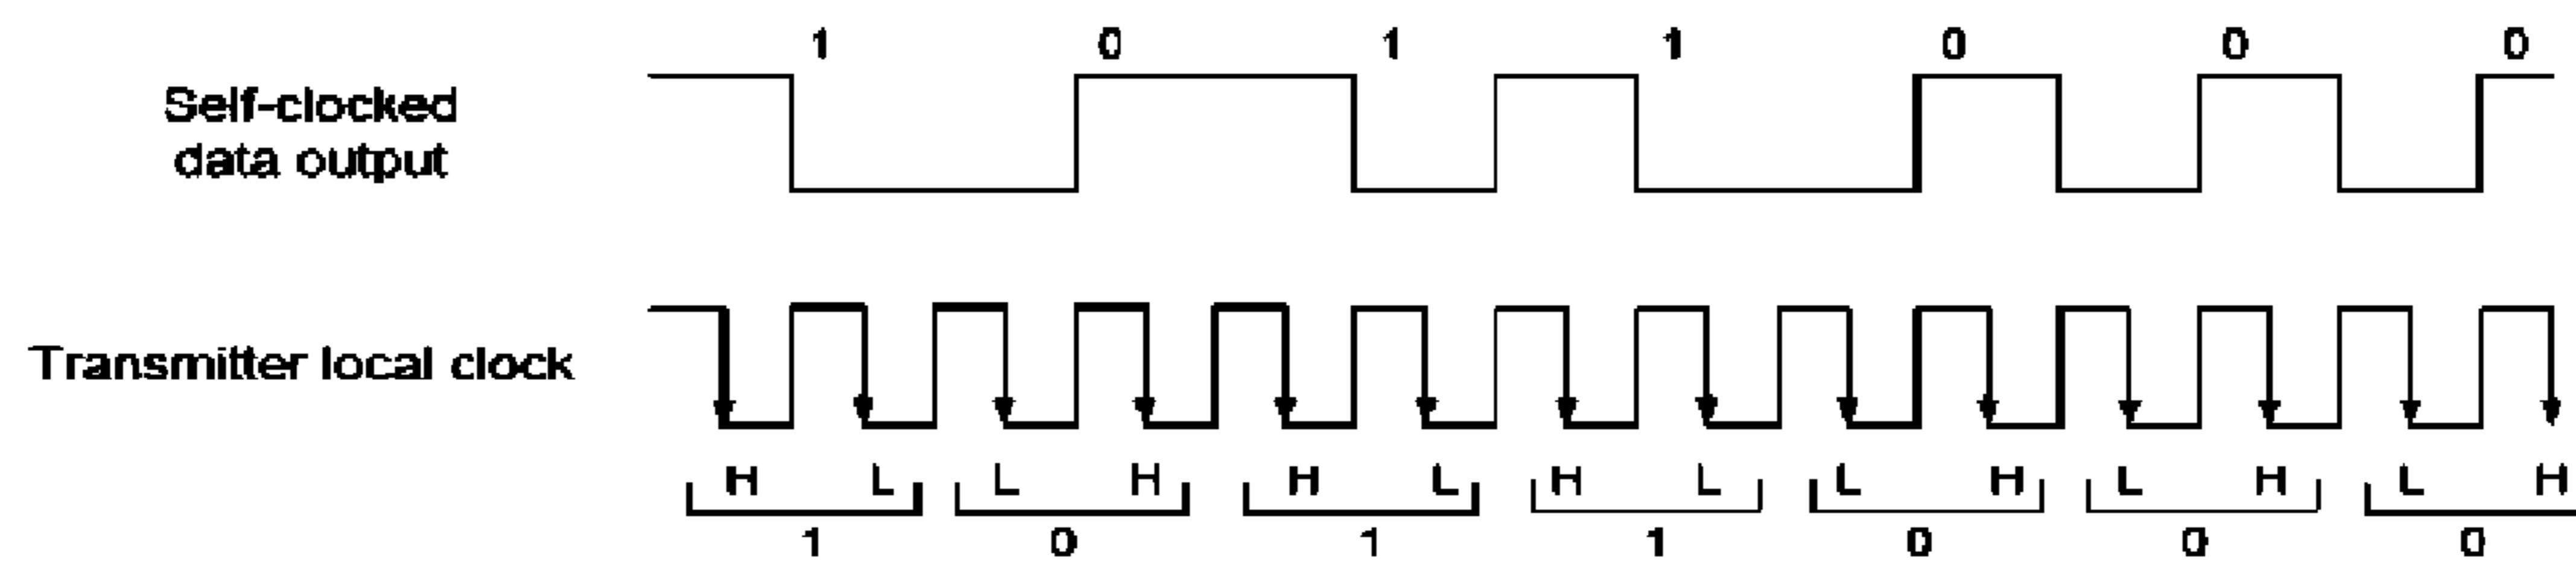 1 0 1 1 0 0 0
Self-clocked
data output
Transmitter local clock
H L L H H L H L L H L H L H
1 0 1 1 0 0 0